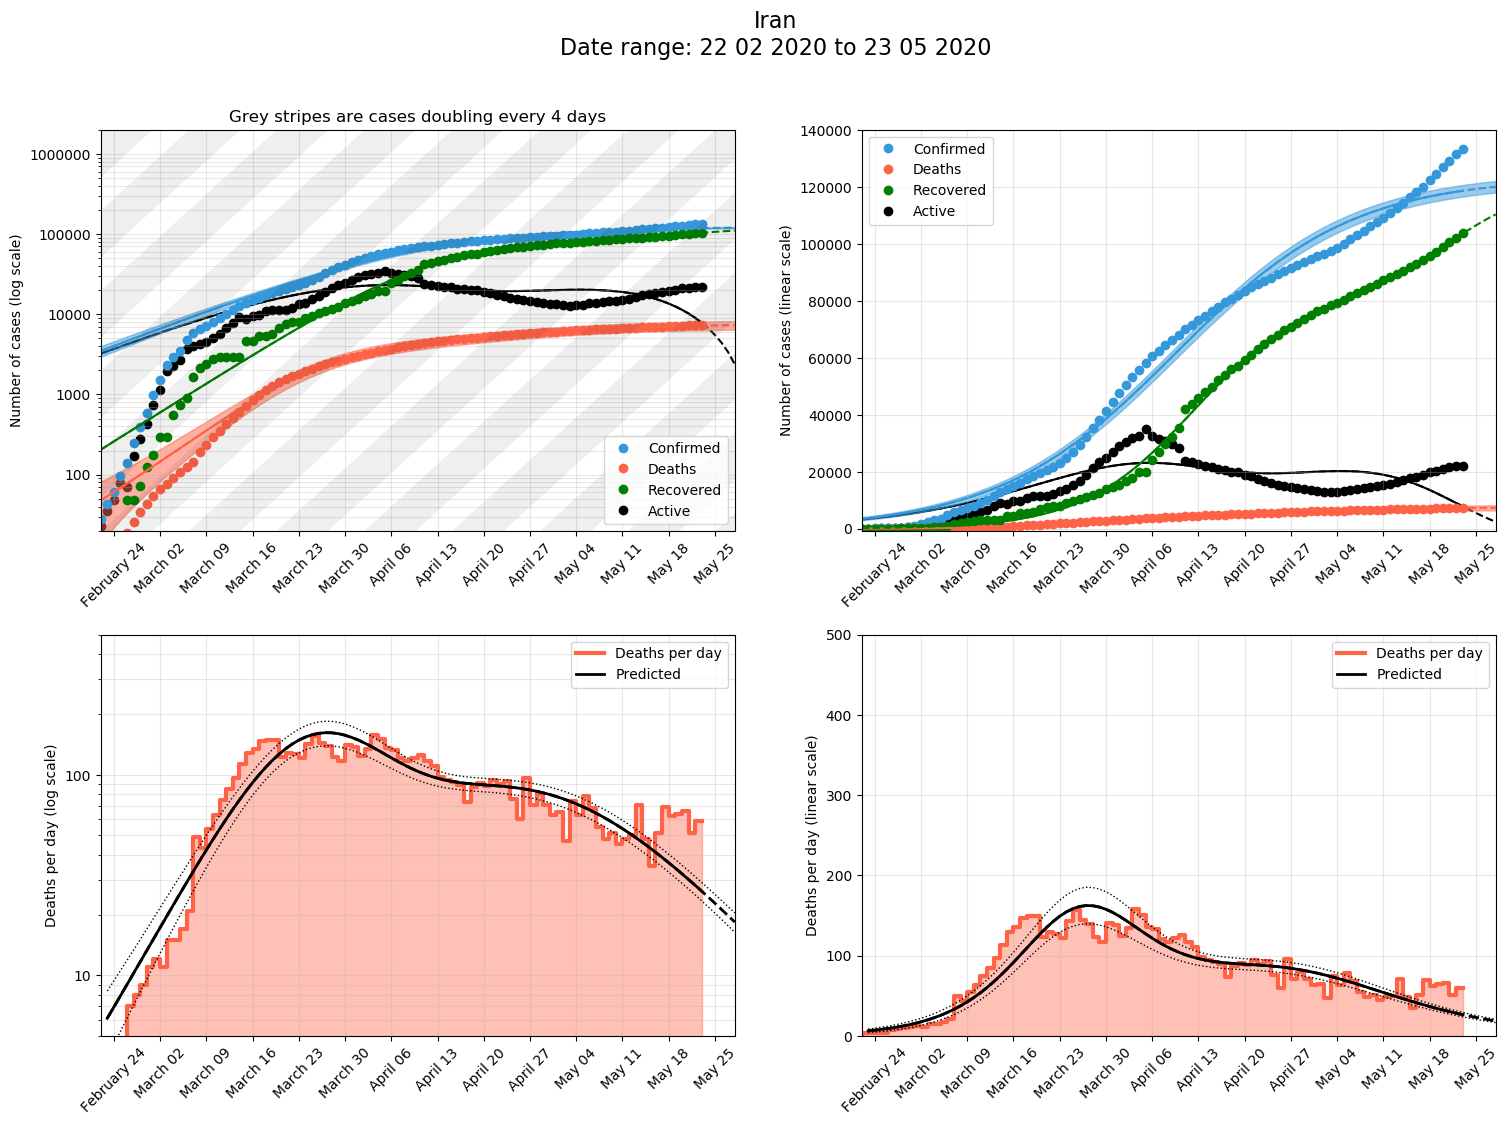 Iran
Date range: 22 02 2020 to 23 05 2020
Grey stripes are cases doubling every 4 days
Number of cases (log scale)
1000000
100000
10000
1000
100
Confirmed
Deaths
Recovered
Active
February 24
March 02
March 09
March 16
March 23
March 30
April 06
April 13
April 20
April 27
May 04
May 11
May 18
May 25
Number of cases (linear scale)
140000
120000
100000
80000
60000
40000
20000
0
Confirmed
Deaths
Recovered
Active
February 24
March 02
March 09
March 16
March 23
March 30
April 06
April 13
April 20
April 27
May 04
May 11
May 18
May 25
Deaths per day (log scale)
100
10
Deaths per day
Predicted
February 24
March 02
March 09
March 16
March 23
March 30
April 06
April 13
April 20
April 27
May 04
May 11
May 18
May 25
Deaths per day (linear scale)
500
400
300
200
100
0
Deaths per day
Predicted
February 24
March 02
March 09
March 16
March 23
March 30
April 06
April 13
April 20
April 27
May 04
May 11
May 18
May 25